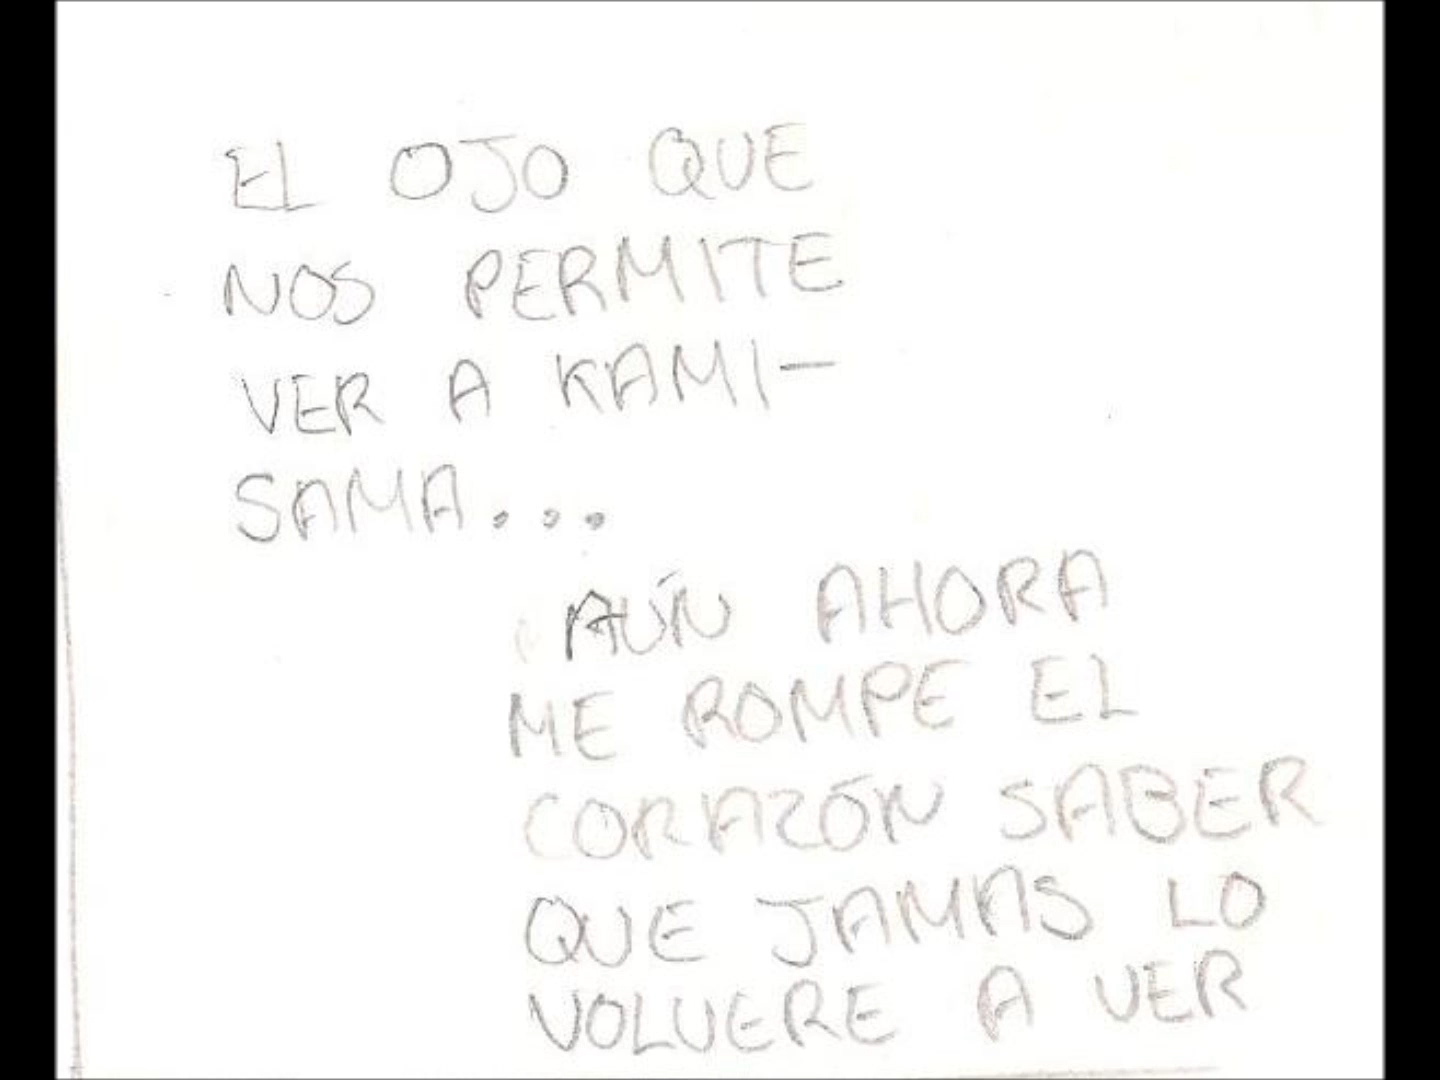 EL OJO QUE
NOS PERMITE
VER A KAMI-
SAMA...
AÚN AHORA
ME ROMPE EL
CORAZÓN SABER
QUE JAMAS LO
VOLVERE A VER